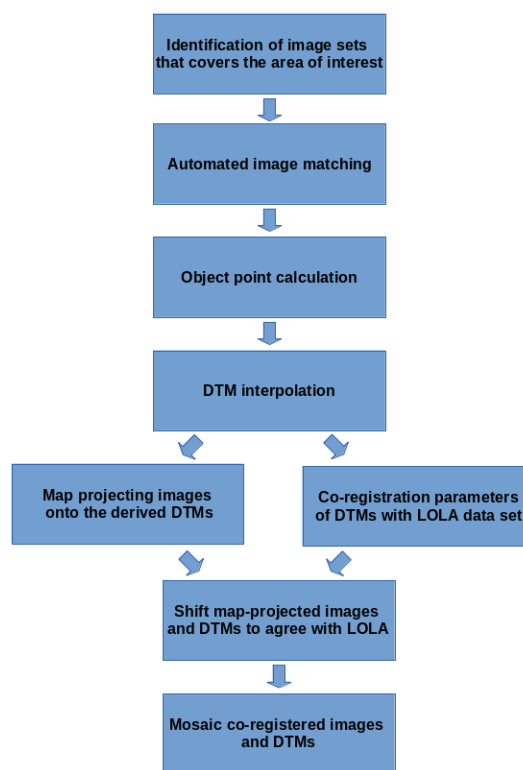 Identification of image sets
that covers the area of interest
Automated image matching
Object point calculation
DTM interpolation
Map projecting images
onto the derived DTMs
Co-registration parameters
of DTMs with LOLA data set
Shift map-projected images
and DTMs to agree with LOLA
Mosaic co-registered images
and DTMs